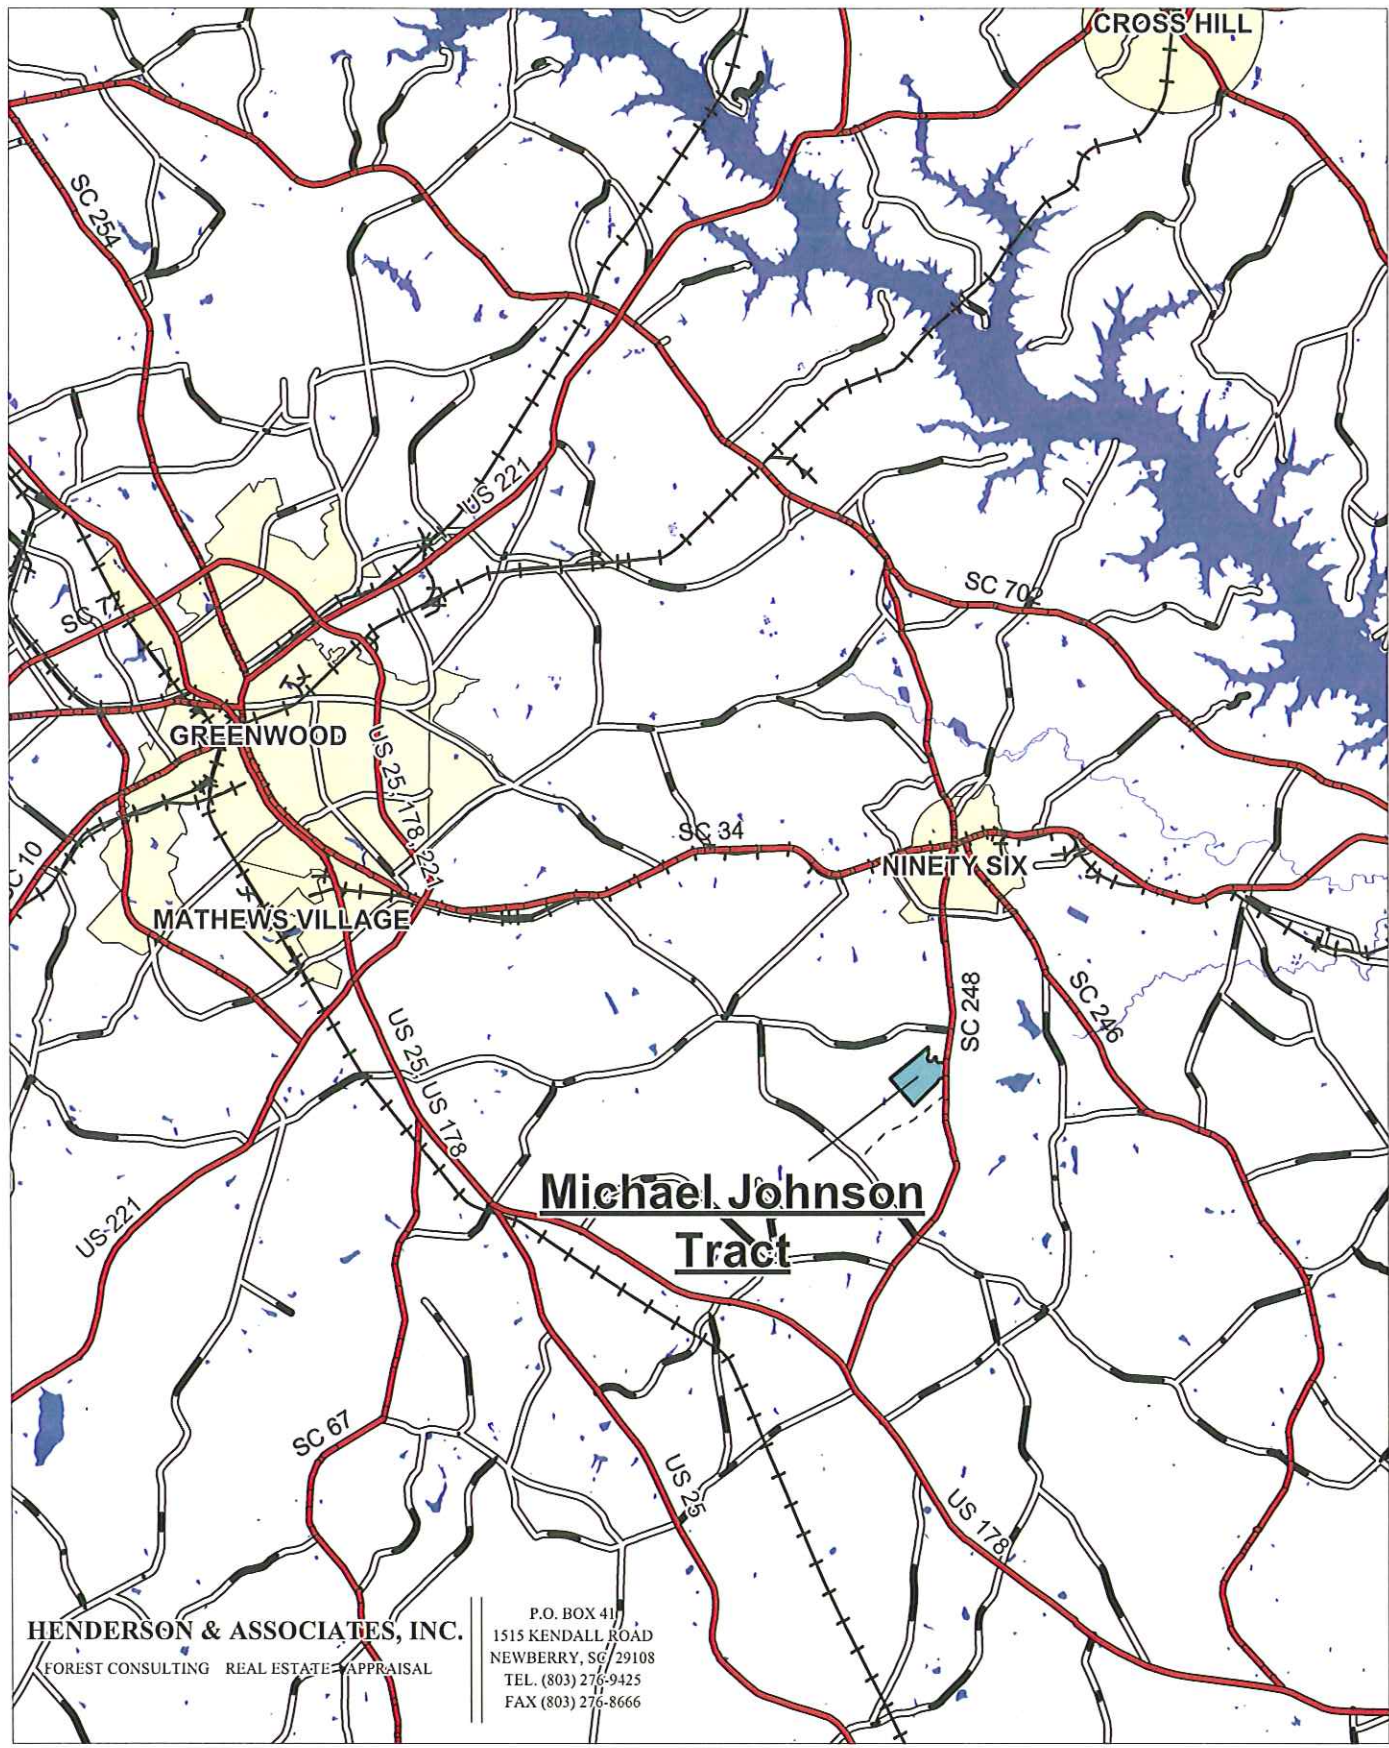 CROSS HILL
SC 254
US 221
SC 72
SC 702
GREENWOOD
US 25, 178, 221
SC 34
NINETY SIX
SC 10
MATHEWS VILLAGE
SC 248
SC 246
US 25, US 178
Michael Johnson
Tract
US 221
SC 67
US 25
US 178
HENDERSON & ASSOCIATES, INC.
FOREST CONSULTING REAL ESTATE APPRAISAL
P.O. BOX 41
1515 KENDALL ROAD
NEWBERRY, SC 29108
TEL. (803) 276-9425
FAX (803) 276-8666